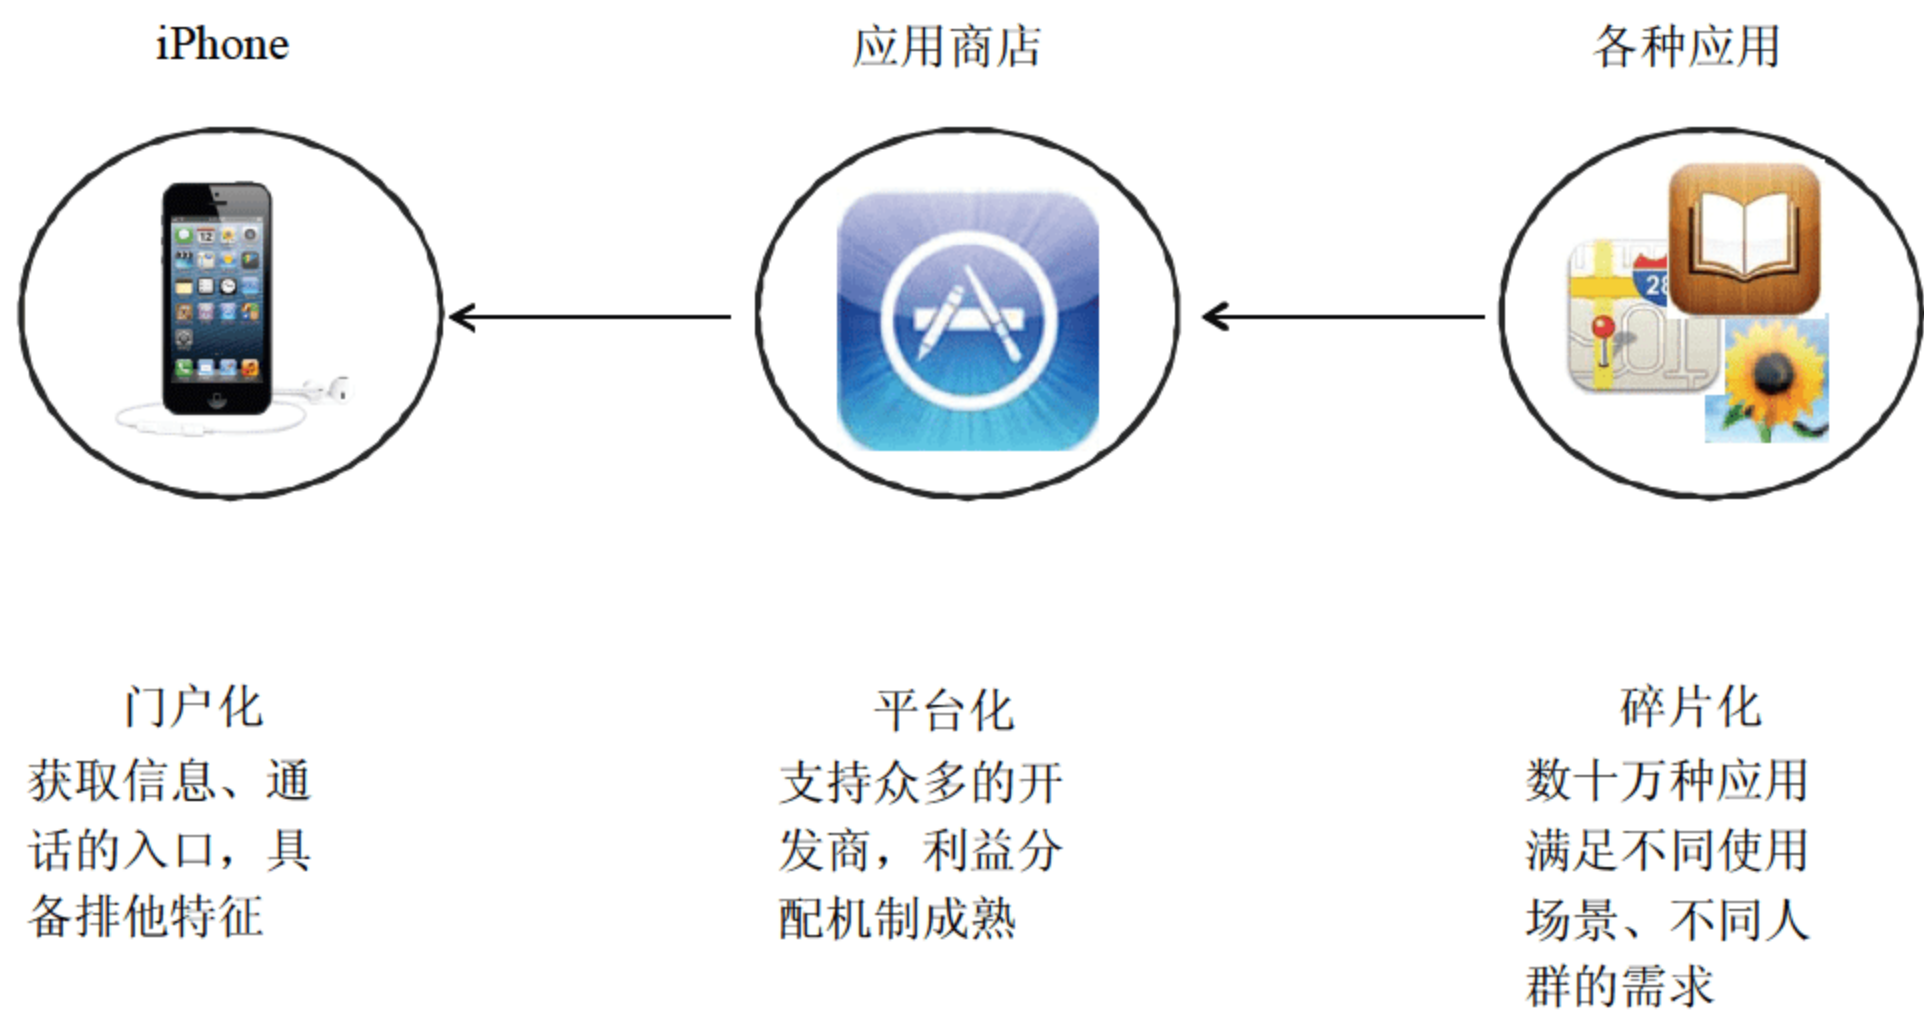 iPhone
应用商店
各种应用
12
28
门户化
获取信息、通
话的入口，具
备排他特征
平台化
支持众多的开
发商，利益分
配机制成熟
碎片化
数十万种应用
满足不同使用
场景、不同人
群的需求